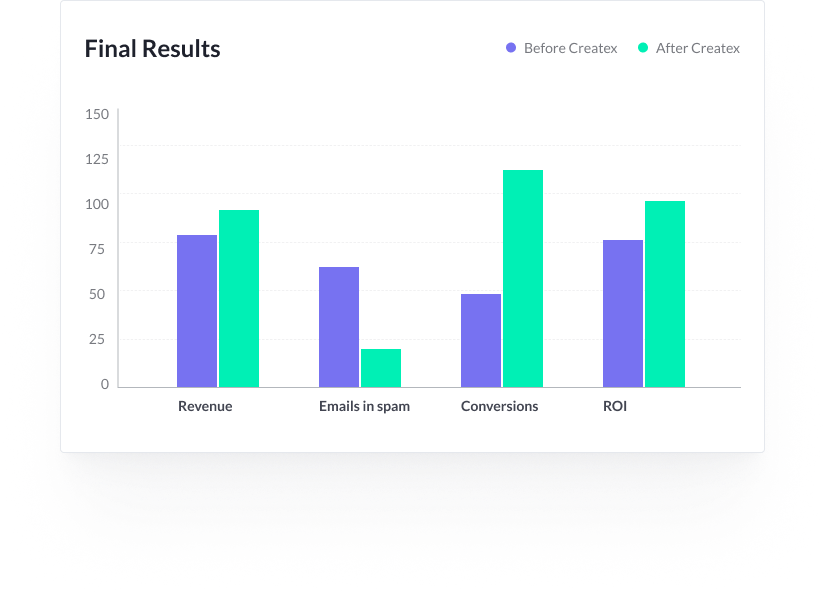 Final Results
Before Createx
After Createx
150
125
100
75
50
25
0
Revenue
Emails in spam
Conversions
ROI